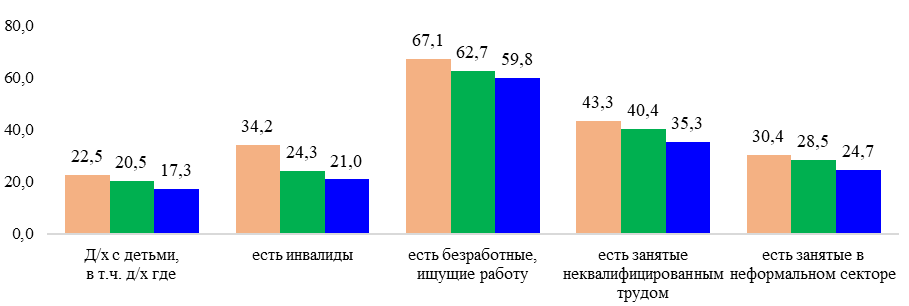 80,0
60,0
40,0
20,0
0,0
22,5 20,5 17,3
34,2 24,3 21,0
67,1 62,7 59,8
43,3 40,4 35,3
30,4 28,5 24,7
Д/х с детьми,
в т.ч. д/х где
есть инвалиды
есть безработные,
ищущие работу
есть занятые
неквалифицированным
трудом
есть занятые в
неформальном секторе